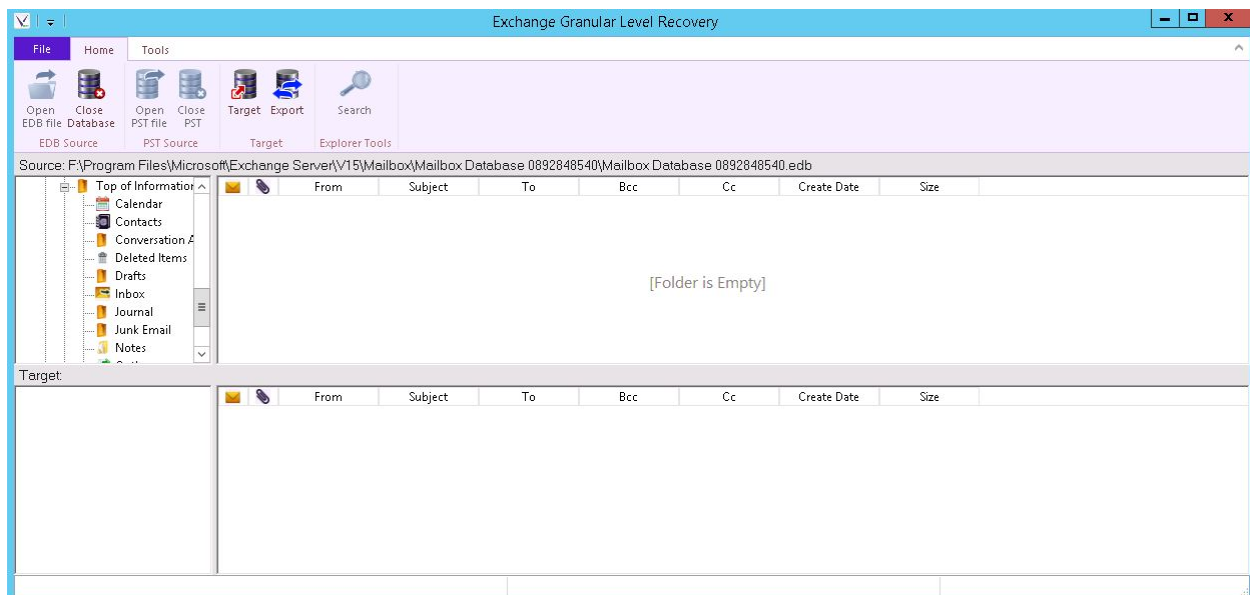 Exchange Granular Level Recovery
File Home Tools
Open EDB file
Close Database
Open PST file
Close PST
Target
Export
Search
EDB Source PST Source Target Explorer Tools
Source: F:\Program Files\Microsoft\Exchange Server\V15\Mailbox\Mailbox Database 0892848540\Mailbox Database 0892848540.edb
From Subject To Bcc Cc Create Date Size
Top of Information
Calendar
Contacts
Conversation A
Deleted Items
Drafts
Inbox
Journal
Junk Email
Notes
[Folder is Empty]
Target:
From Subject To Bcc Cc Create Date Size